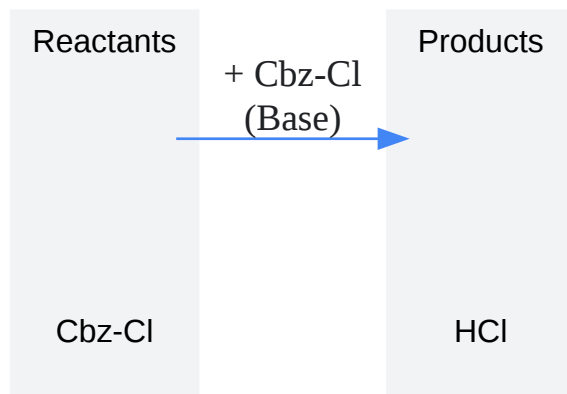 Reactants
Products
+ Cbz-Cl
(Base)
Cbz-Cl
HCl